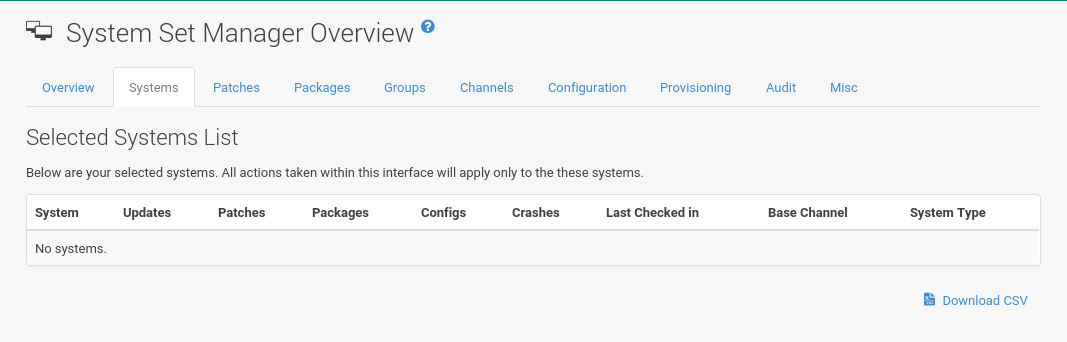 System Set Manager Overview ?
Overview Systems Patches Packages Groups Channels Configuration Provisioning Audit Misc
Selected Systems List
Below are your selected systems. All actions taken within this interface will apply only to the these systems.
System Updates Patches Packages Configs Crashes Last Checked in Base Channel System Type
No systems.
Download CSV